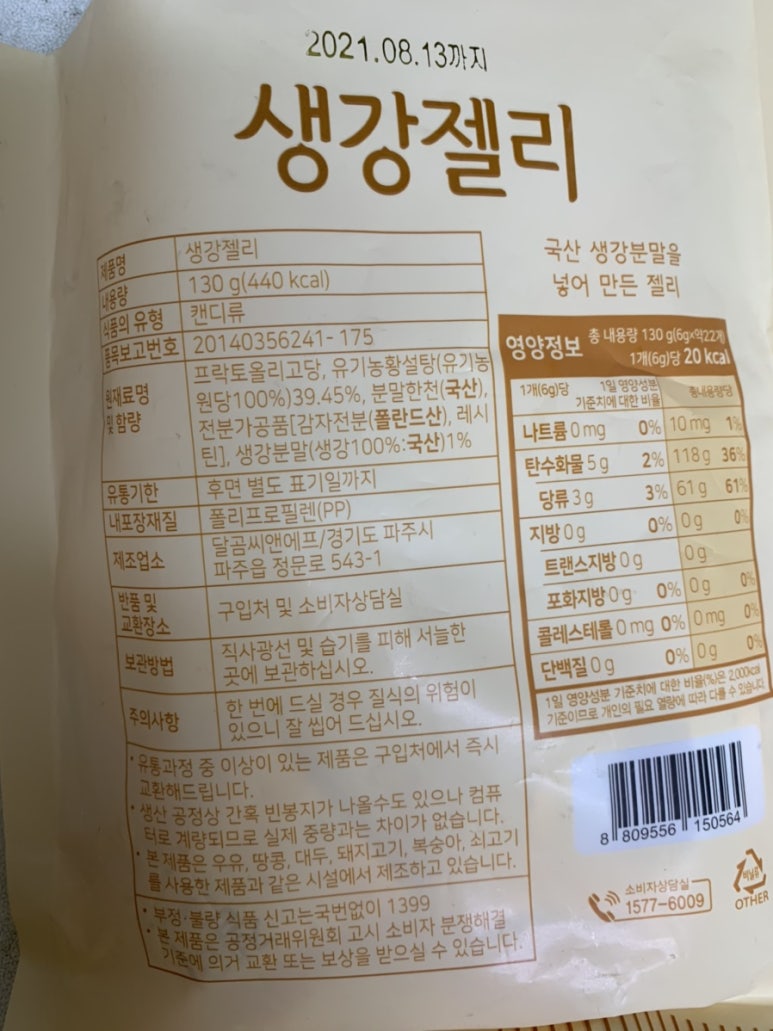 2021.08.13까지
생강젤리
국산 생강분말을
넣어 만든 젤리
제품명 생강젤리
내용량 130 g(440 kcal)
식품의 유형 캔디류
품목보고번호 20140356241- 175
원재료명 및 함량
프락토올리고당, 유기농황설탕(유기농
원당100%)39.45%, 분말한천(국산),
전분가공품[감자전분(폴란드산), 레시
틴], 생강분말(생강100%:국산)1%
유통기한 후면 별도 표기일까지
내포장재질 폴리프로필렌(PP)
제조업소 달곰씨앤에프/경기도 파주시
파주읍 정문로 543-1
반품 및
교환장소
구입처 및 소비자상담실
보관방법 직사광선 및 습기를 피해 서늘한
곳에 보관하십시오.
주의사항 한 번에 드실 경우 질식의 위험이
있으니 잘 씹어 드십시오.
• 유통과정 중 이상이 있는 제품은 구입처에서 즉시
교환해드립니다.
• 생산 공정상 간혹 빈봉지가 나올수도 있으나 컴퓨
터로 계량되므로 실제 중량과는 차이가 없습니다.
• 본 제품은 우유, 땅콩, 대두, 돼지고기, 복숭아, 쇠고기
를 사용한 제품과 같은 시설에서 제조하고 있습니다.
• 부정·불량 식품 신고는국번없이 1399
• 본 제품은 공정거래위원회 고시 소비자 분쟁해결
기준에 의거 교환 또는 보상을 받으실 수 있습니다.
영양정보 총 내용량 130 g(6g×약22개)
1개(6g)당 20 kcal
1개(6g)당 1일 영양성분 기준치에 대한 비율 총내용량당
나트륨 0 mg 0% 10 mg 1%
탄수화물 5 g 2% 118 g 36%
당류 3 g 3% 61 g 61%
지방 0 g 0% 0 g 0%
트랜스지방 0 g 0 g
포화지방 0 g 0% 0 g 0%
콜레스테롤 0 mg 0% 0 mg 0%
단백질 0 g 0% 0 g 0%
1일 영양성분 기준치에 대한 비율(%)은 2,000kcal
기준이므로 개인의 필요 열량에 따라 다를 수 있습니다.
8 809556 150564
소비자상담실
1577-6009
비닐류
OTHER